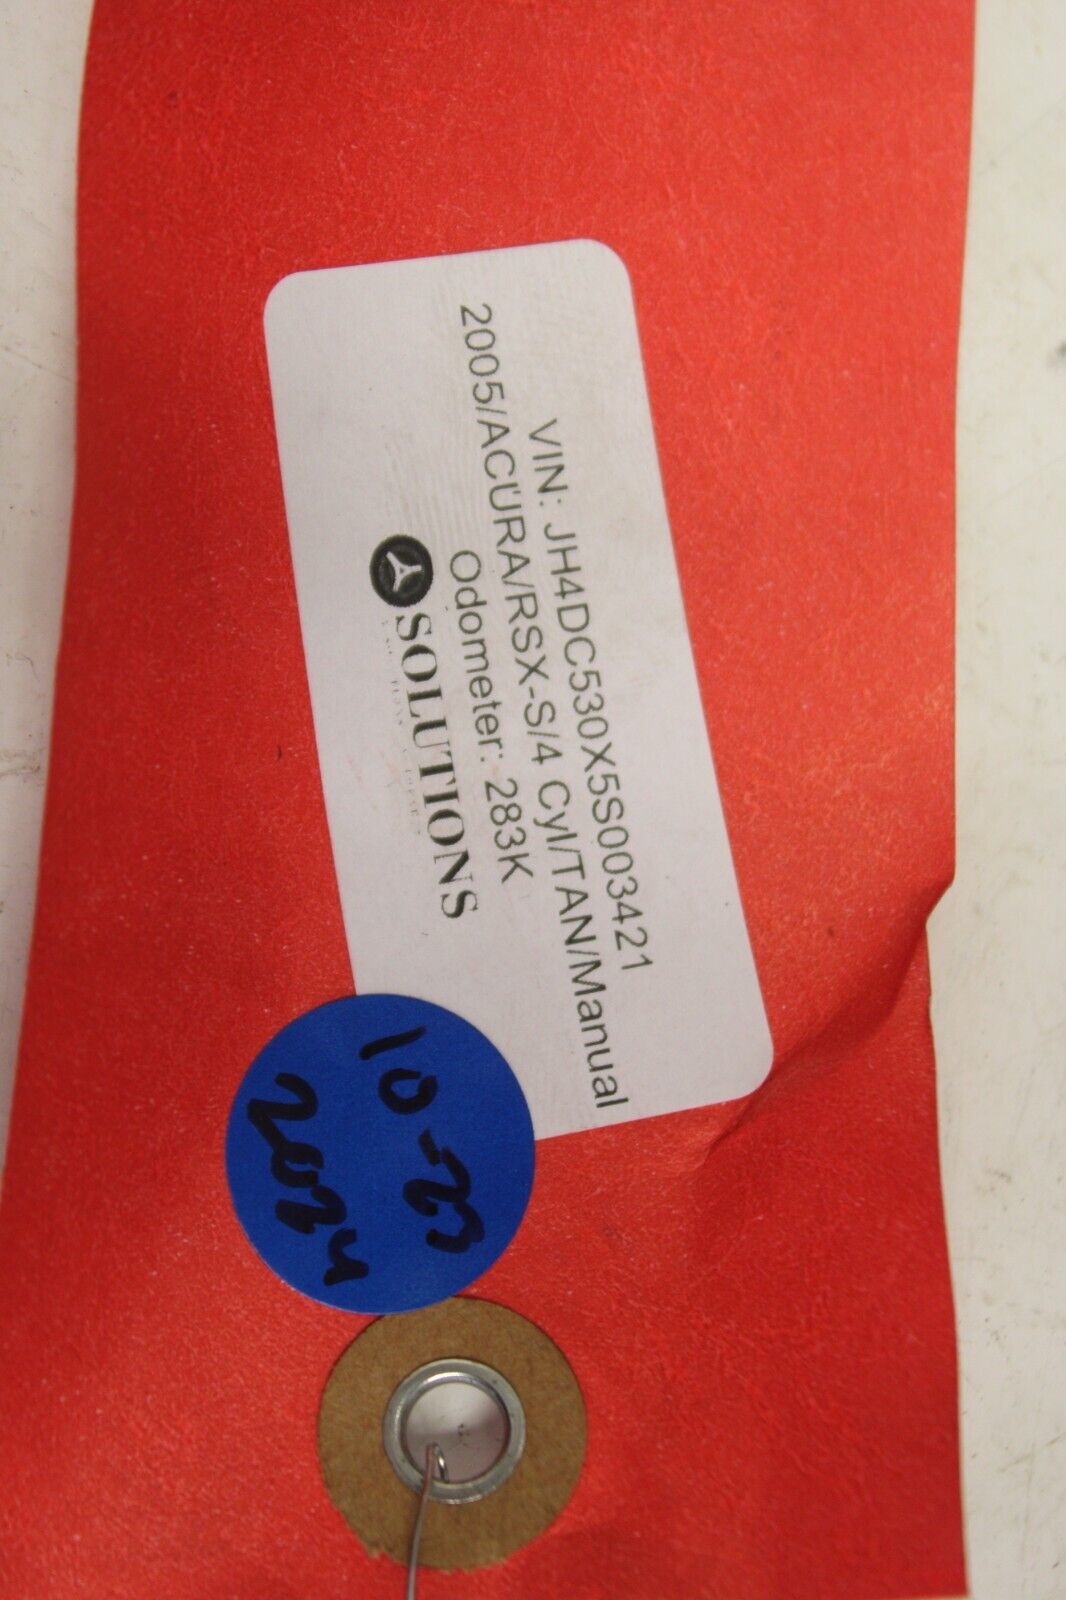 VIN: JH4DC530X5S003421
2005/ACURA/RSX-S/4 Cyl/TAN/Manual
Odometer: 283K
SOLUTIONS
10-23
2024